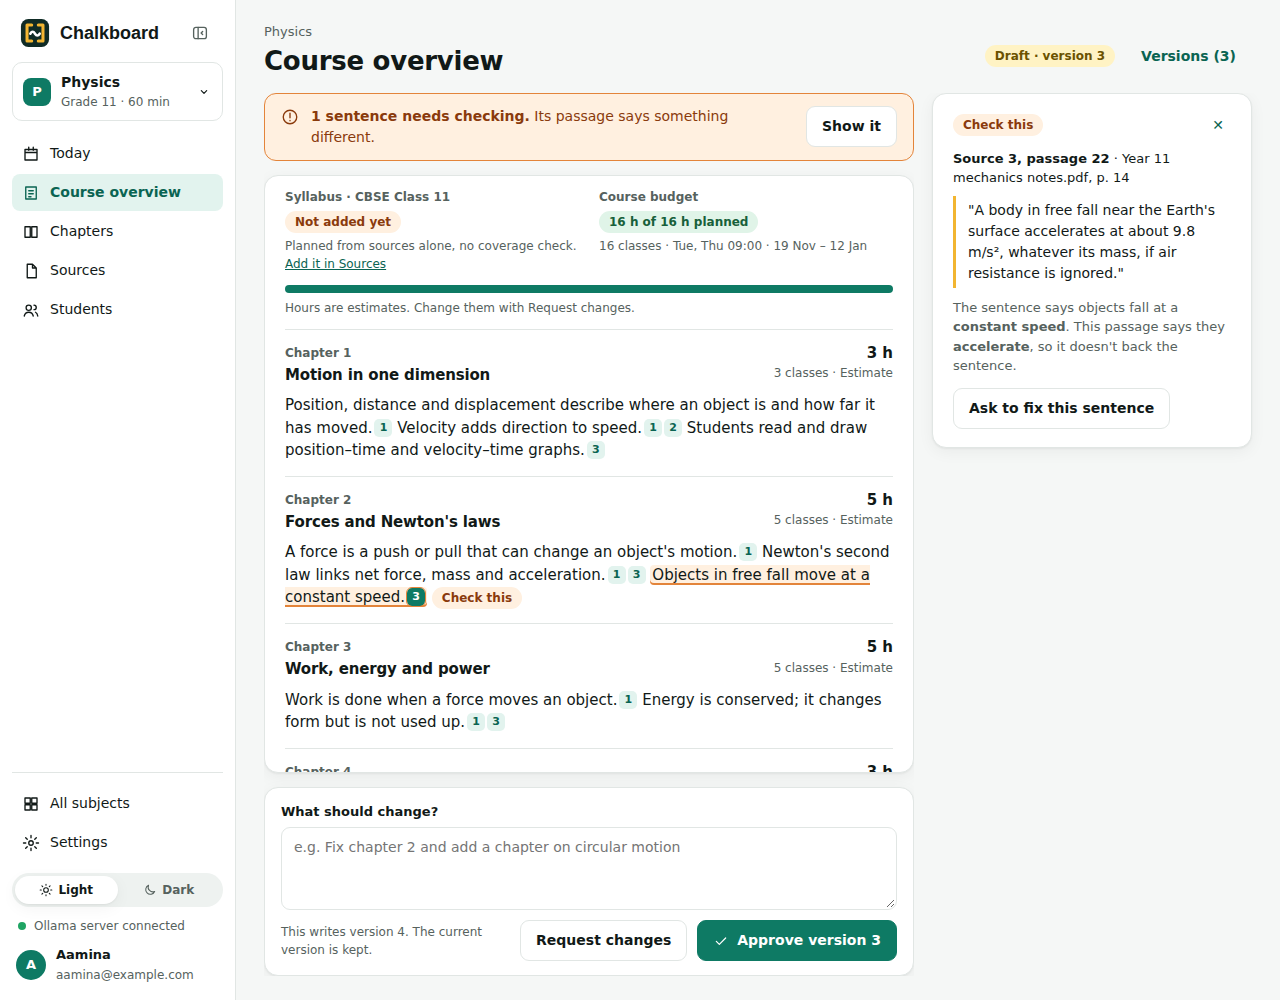 Chalkboard
P
Physics
Grade 11 · 60 min
Today
Course overview
Chapters
Sources
Students
All subjects
Settings
Light
Dark
Ollama server connected
A
Aamina
aamina@example.com
Physics
Course overview
Draft · version 3
Versions (3)
1 sentence needs checking. Its passage says something
different.
Show it
Syllabus · CBSE Class 11
Not added yet
Planned from sources alone, no coverage check.
Add it in Sources
Course budget
16 h of 16 h planned
16 classes · Tue, Thu 09:00 · 19 Nov – 12 Jan
Hours are estimates. Change them with Request changes.
Chapter 1
3 h
Motion in one dimension
3 classes · Estimate
Position, distance and displacement describe where an object is and how far it
has moved. 1 Velocity adds direction to speed. 1 2 Students read and draw
position–time and velocity–time graphs. 3
Chapter 2
5 h
Forces and Newton's laws
5 classes · Estimate
A force is a push or pull that can change an object's motion. 1 Newton's second
law links net force, mass and acceleration. 1 3 Objects in free fall move at a
constant speed. 3 Check this
Chapter 3
5 h
Work, energy and power
5 classes · Estimate
Work is done when a force moves an object. 1 Energy is conserved; it changes
form but is not used up. 1 3
Chapter 4
3 h
What should change?
e.g. Fix chapter 2 and add a chapter on circular motion
This writes version 4. The current
version is kept.
Request changes
Approve version 3
Check this
Source 3, passage 22 · Year 11
mechanics notes.pdf, p. 14
"A body in free fall near the Earth's
surface accelerates at about 9.8
m/s², whatever its mass, if air
resistance is ignored."
The sentence says objects fall at a
constant speed. This passage says they
accelerate, so it doesn't back the
sentence.
Ask to fix this sentence